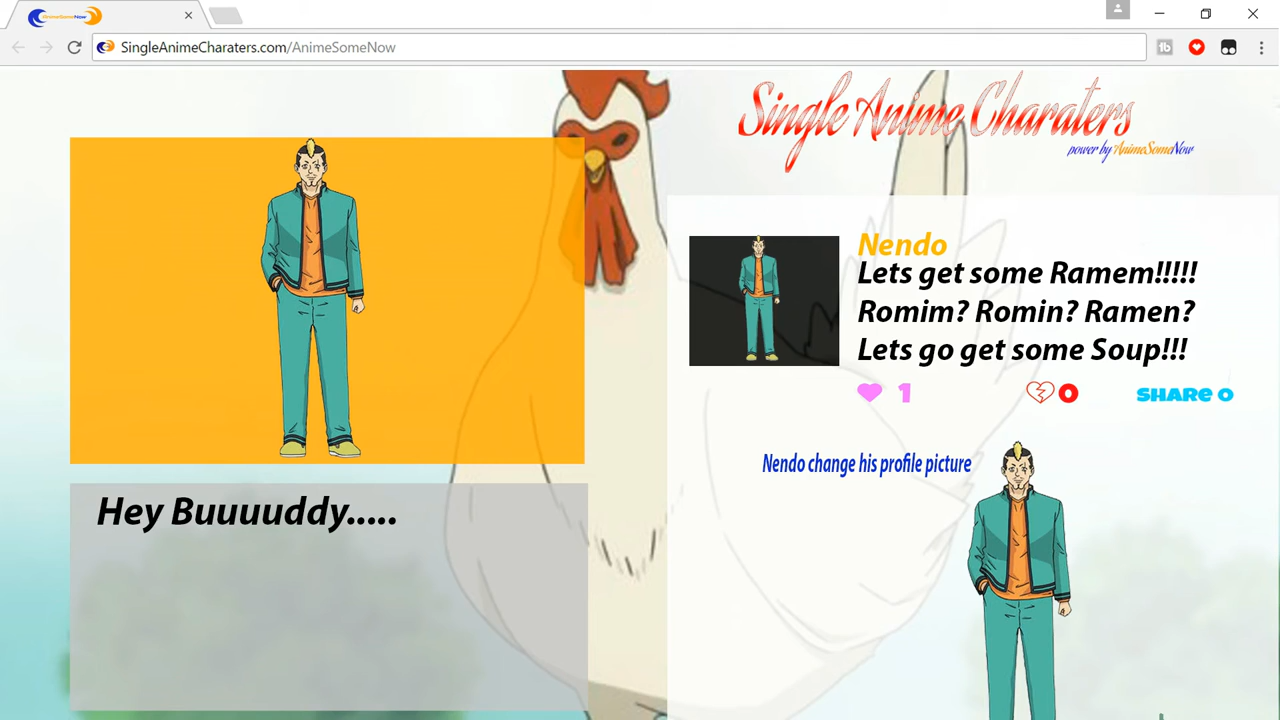 AnimeSomeNow
SingleAnimeCharaters.com/AnimeSomeNow
Single Anime Charaters
power by AnimeSomeNow
Nendo
Lets get some Ramem!!!!!
Romim? Romin? Ramen?
Lets go get some Soup!!!
1
0
SHARE 0
Nendo change his profile picture
Hey Buuuuddy.....